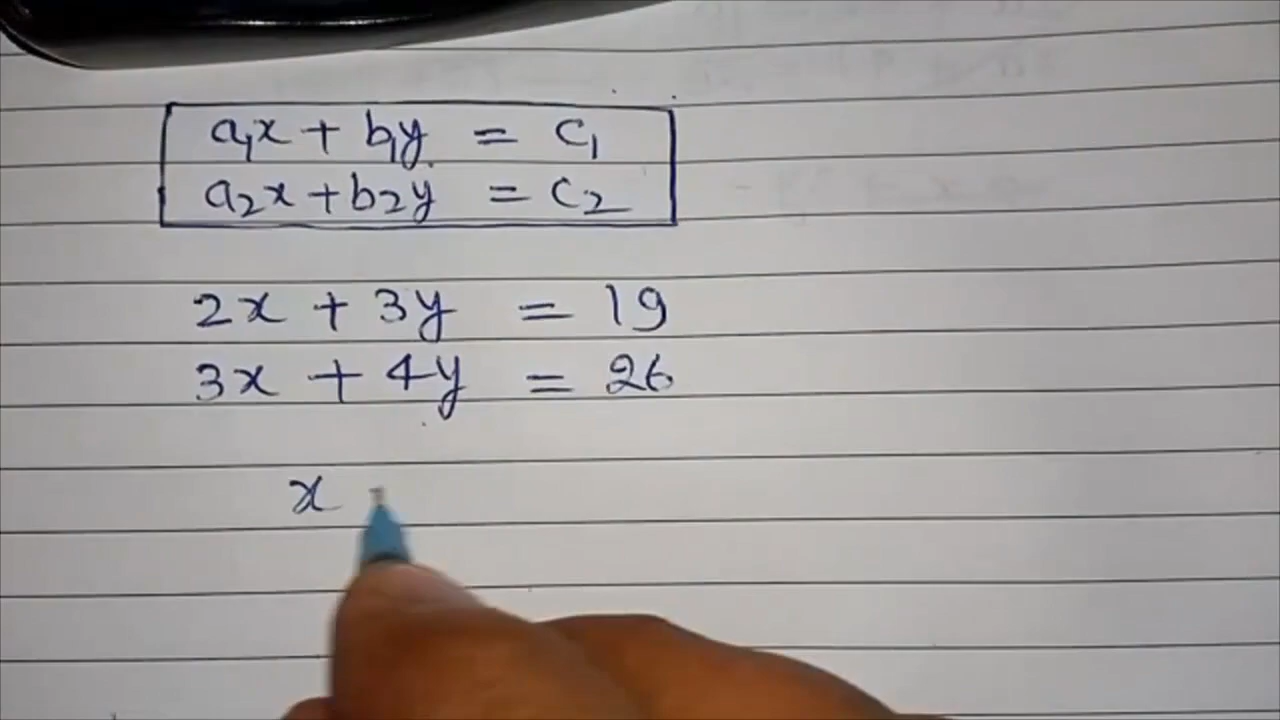 a₁x + b₁y = c₁
a₂x + b₂y = c₂
2x + 3y = 19
3x + 4y = 26
x